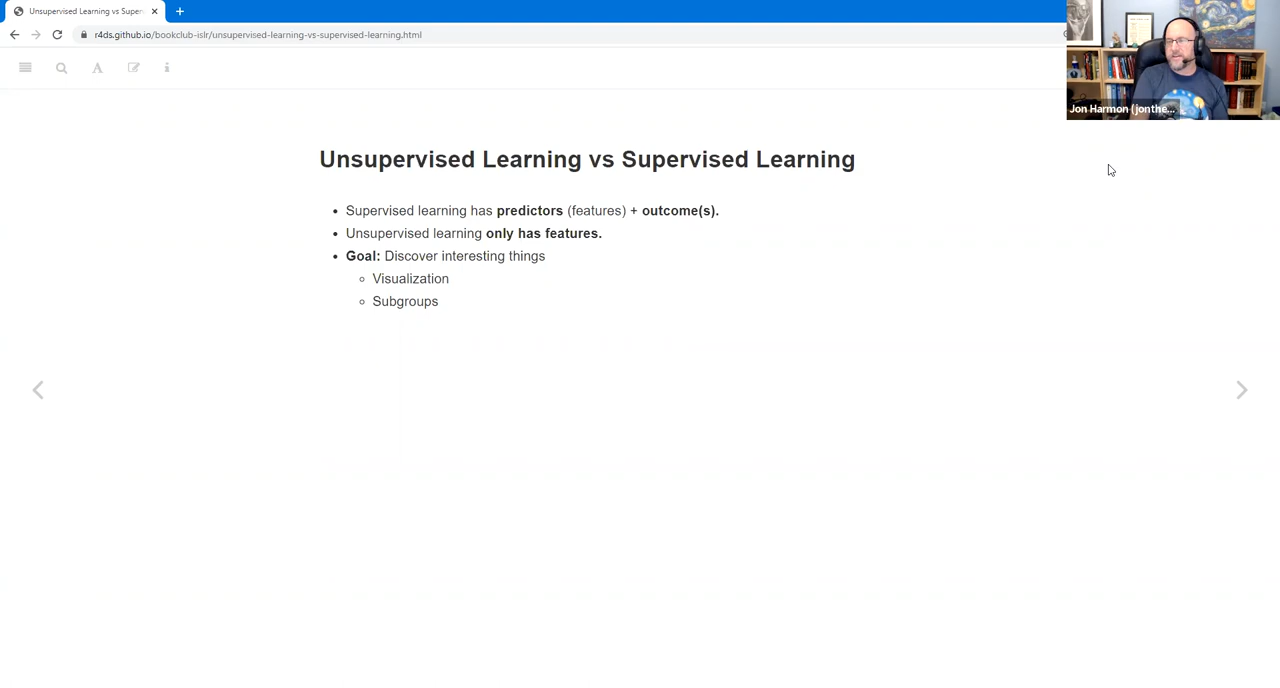 Unsupervised Learning vs Super
r4ds.github.io/bookclub-islr/unsupervised-learning-vs-supervised-learning.html
Jon Harmon (jonthe...
Unsupervised Learning vs Supervised Learning
• Supervised learning has predictors (features) + outcome(s).
• Unsupervised learning only has features.
• Goal: Discover interesting things
◦ Visualization
◦ Subgroups